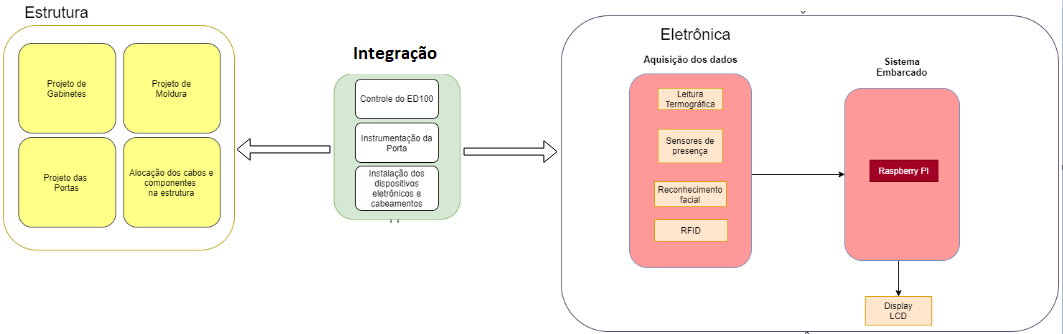 Estrutura
Projeto de
Gabinetes
Projeto de
Moldura
Projeto das
Portas
Alocação dos cabos e
componentes
na estrutura
Integração
Controle do ED100
Instrumentação da
Porta
Instalação dos
dispositivos
eletrônicos e
cabeamentos
Eletrônica
Aquisição dos dados
Leitura
Termográfica
Sensores de
presença
Reconhecimento
facial
RFID
Sistema
Embarcado
Raspberry PI
Display
LCD